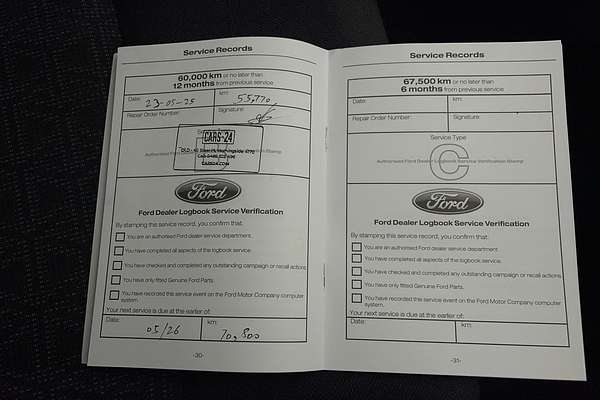 Service Records
60,000 km or no later than
12 months from previous service
Date: 23-05-25 km: 55,770
Repair Order Number: Signature:
CARS-24
CARS24.COM
Ford
Ford Dealer Logbook Service Verification
By stamping this service record, you confirm that:
You are an authorised Ford dealer service department.
You have completed all aspects of the logbook service.
You have checked and completed any outstanding campaign or recall actions.
You have only fitted Genuine Ford Parts.
You have recorded this service event on the Ford Motor Company computer
system.
Your next service is due at the earlier of:
Date: 05/26 km: 70,800
-30-
Service Records
67,500 km or no later than
6 months from previous service
Date: km:
Repair Order Number: Signature:
Service Type
C
Authorised Ford Dealer Logbook Service Verification Stamp
Ford
Ford Dealer Logbook Service Verification
By stamping this service record, you confirm that:
You are an authorised Ford dealer service department.
You have completed all aspects of the logbook service.
You have checked and completed any outstanding campaign or recall actions.
You have only fitted Genuine Ford Parts.
You have recorded this service event on the Ford Motor Company computer
system.
Your next service is due at the earlier of:
Date: km:
-31-